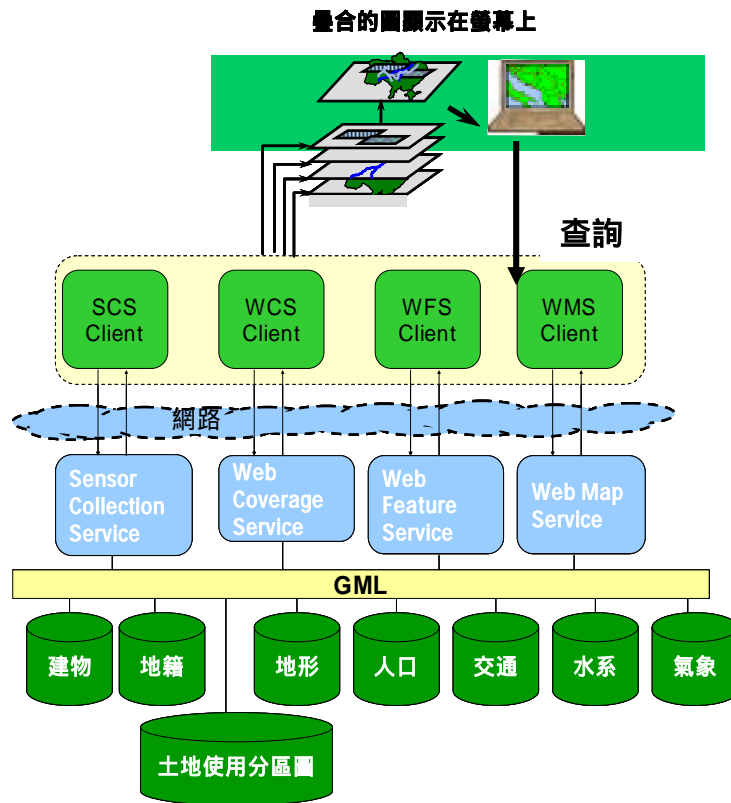 疊合的圖顯示在螢幕上
查詢
SCS
Client
WCS
Client
WFS
Client
WMS
Client
網路
Sensor
Collection
Service
Web
Coverage
Service
Web
Feature
Service
Web Map
Service
GML
建物
地籍
地形
人口
交通
水系
氣象
土地使用分區圖